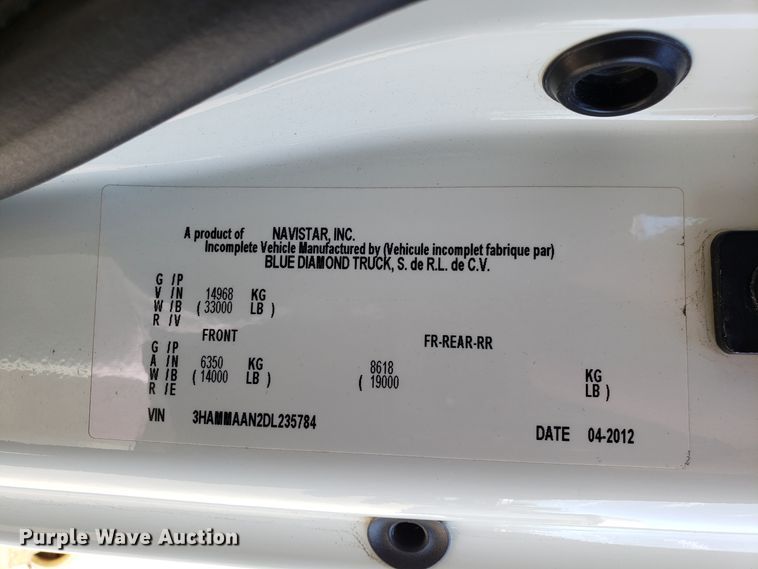 A product of NAVISTAR, INC.
Incomplete Vehicle Manufactured by (Vehicule incomplet fabrique par)
BLUE DIAMOND TRUCK, S. de R.L. de C.V.
G /P
V /N 14968 KG
W /B ( 33000 LB )
R /V
FRONT FR-REAR-RR
G /P
A /N 6350 KG 8618 KG
W /B ( 14000 LB ) ( 19000 LB )
R /E
VIN 3HAMMAAN2DL235784 DATE 04-2012
Purple Wave Auction